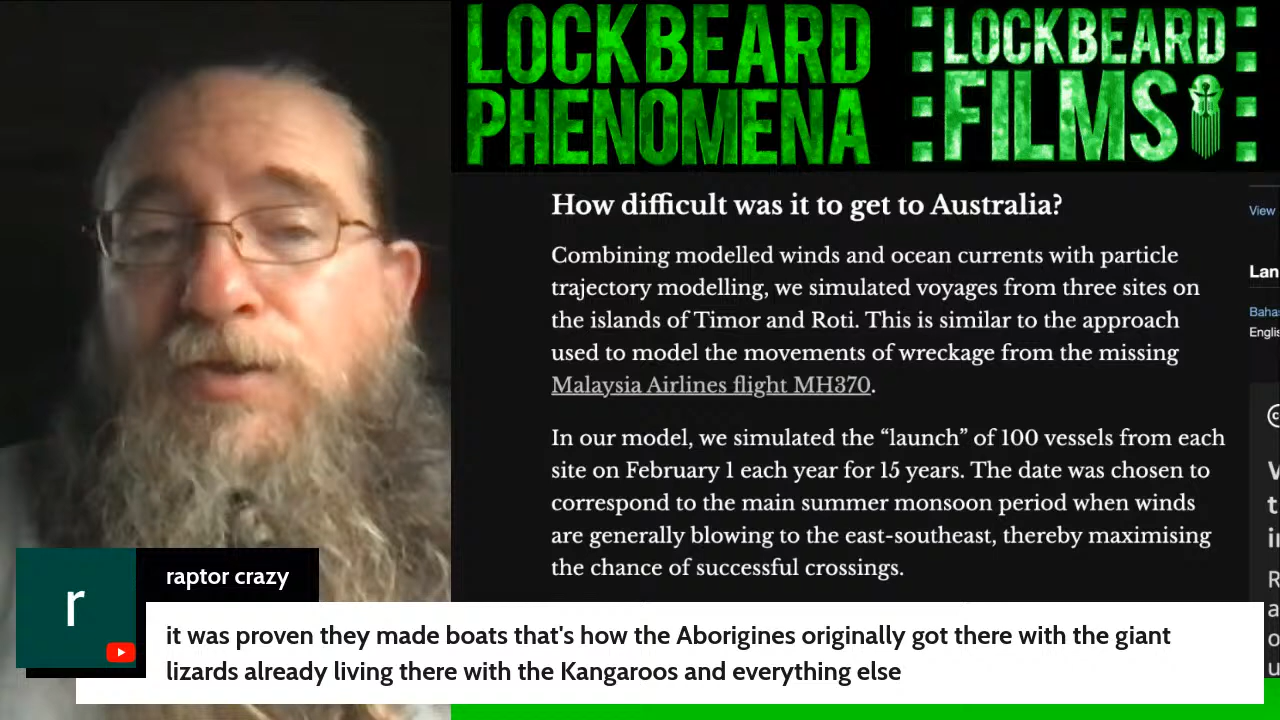 LOCKBEARD
PHENOMENA
LOCKBEARD
FILMS
How difficult was it to get to Australia?
Combining modelled winds and ocean currents with particle
trajectory modelling, we simulated voyages from three sites on
the islands of Timor and Roti. This is similar to the approach
used to model the movements of wreckage from the missing
Malaysia Airlines flight MH370.
In our model, we simulated the “launch” of 100 vessels from each
site on February 1 each year for 15 years. The date was chosen to
correspond to the main summer monsoon period when winds
are generally blowing to the east-southeast, thereby maximising
the chance of successful crossings.
View
Lan
Baha
Englis
r
raptor crazy
it was proven they made boats that's how the Aborigines originally got there with the giant
lizards already living there with the Kangaroos and everything else